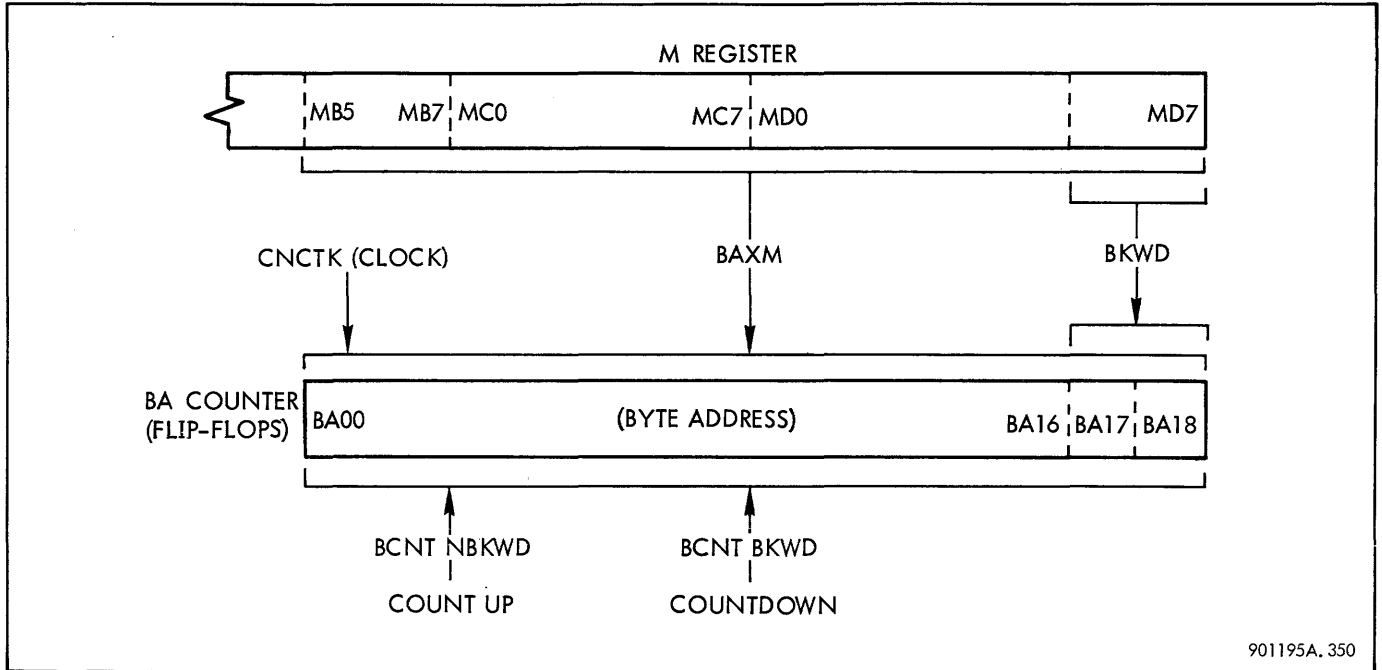 M REGISTER
MB5 MB7 MC0 MC7 MD0 MD7
CNCTK (CLOCK) BAXM BKWD
BA COUNTER
(FLIP-FLOPS)
BA00 (BYTE ADDRESS) BA16 BA17 BA18
BCNT NBKWD BCNT BKWD
COUNT UP COUNTDOWN
901195A. 350